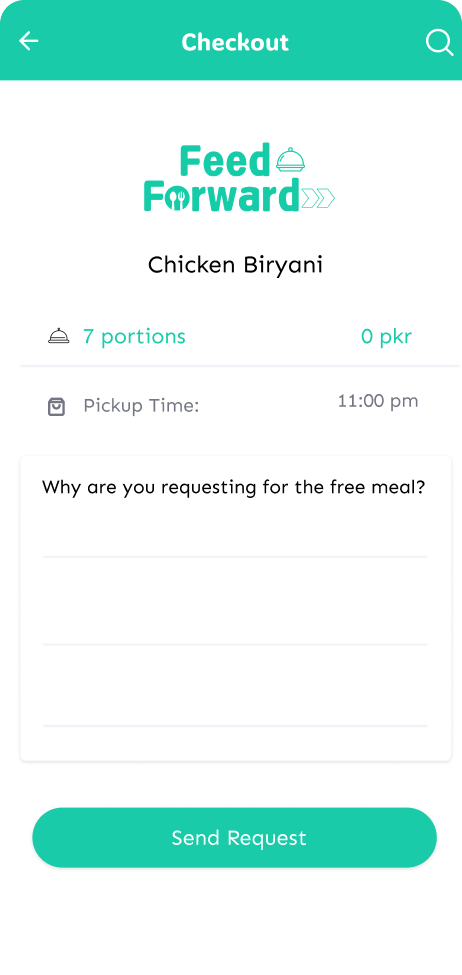 Checkout
Feed
Forward
Chicken Biryani
7 portions 0 pkr
Pickup Time: 11:00 pm
Why are you requesting for the free meal?
Send Request